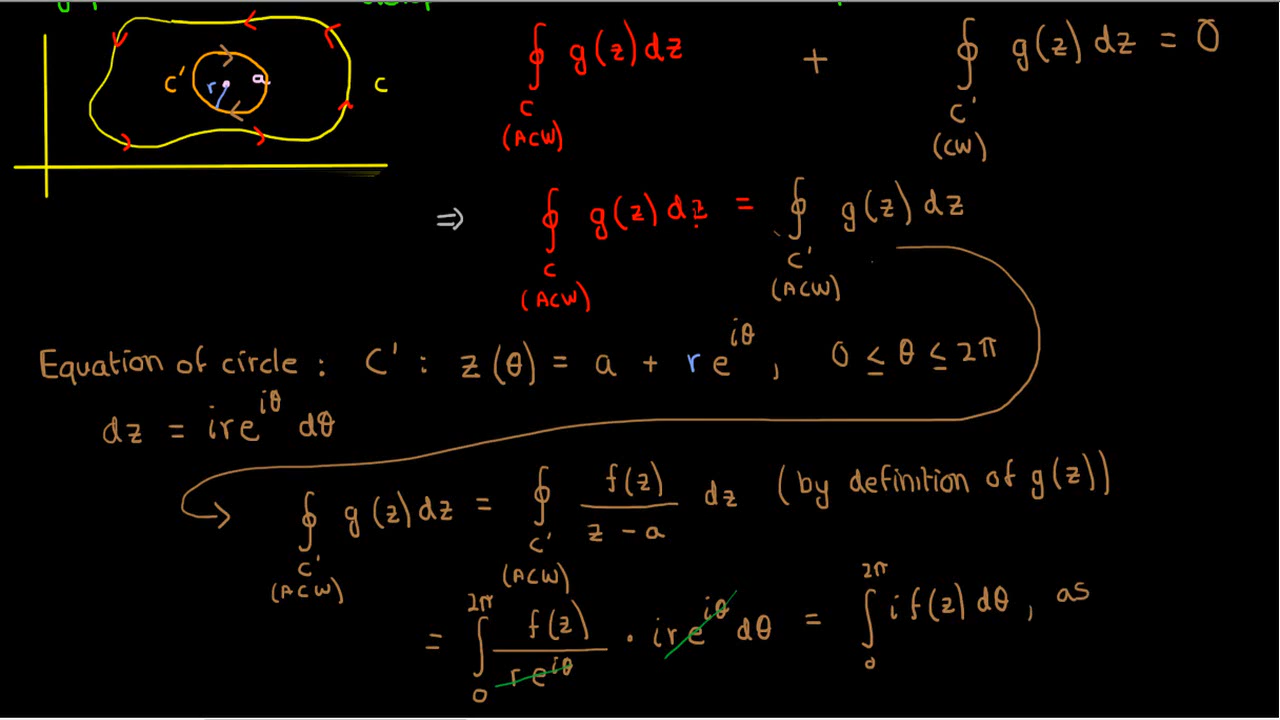 ∮ g(z) dz + ∮ g(z) dz = 0
C C'
(ACW) (CW)
C' r a C
⇒ ∮ g(z) dz = ∮ g(z) dz
C C'
(ACW) (ACW)
Equation of circle : C' : z(θ) = a + re^{iθ}, 0 ≤ θ ≤ 2π
dz = ire^{iθ} dθ
∮ g(z) dz = ∮ f(z)/(z - a) dz (by definition of g(z))
C' C'
(ACW) (ACW)
= ∫_0^{2π} f(z)/(re^{iθ}) · ire^{iθ} dθ = ∫_0^{2π} i f(z) dθ, as